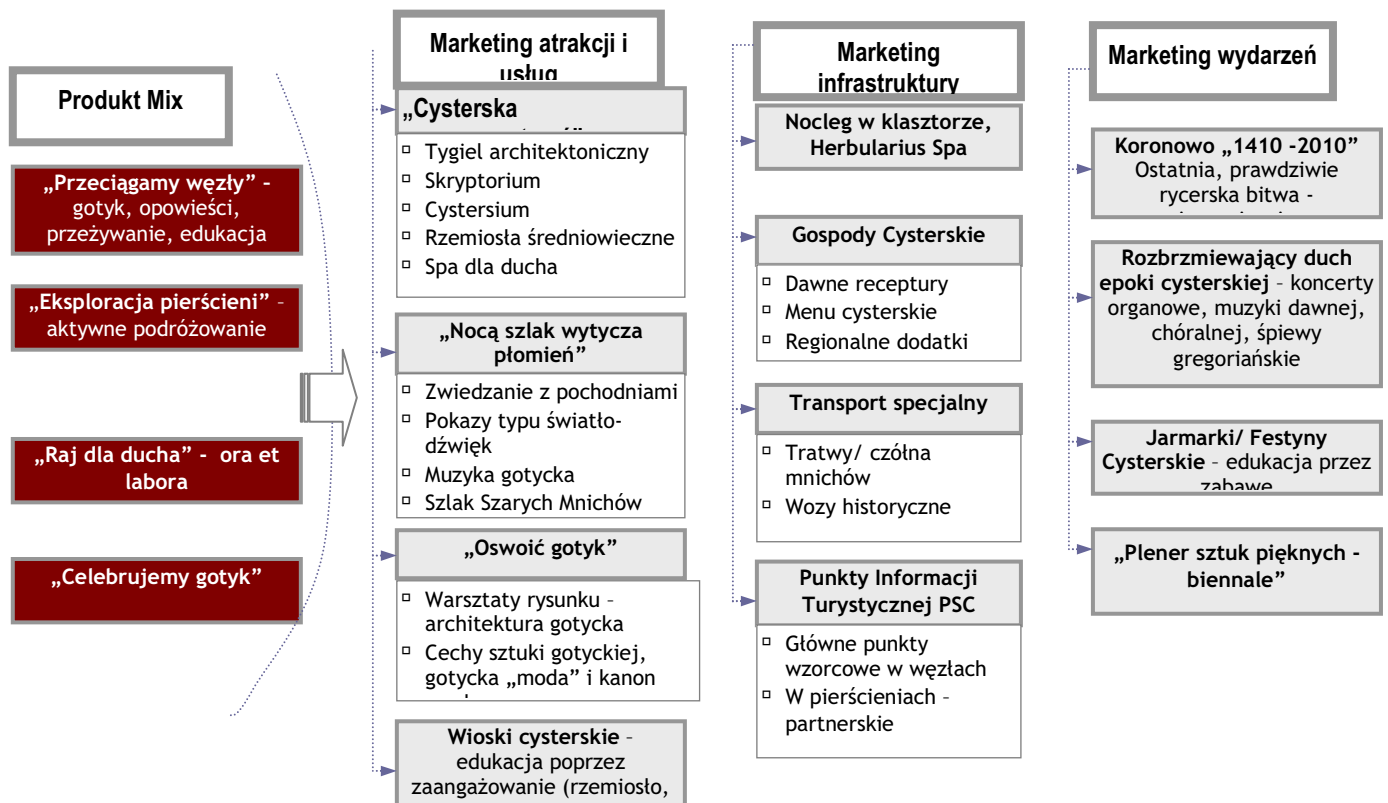 Produkt Mix
„Przeciągamy węzły” -
gotyk, opowieści,
przeżywanie, edukacja
„Eksploracja pierścieni” –
aktywne podróżowanie
„Raj dla ducha” - ora et
labora
„Celebrujemy gotyk”
Marketing atrakcji i
usług
„Cysterska
▫ Tygiel architektoniczny
▫ Skryptorium
▫ Cystersium
▫ Rzemiosła średniowieczne
▫ Spa dla ducha
„Nocą szlak wytycza
płomień”
▫ Zwiedzanie z pochodniami
▫ Pokazy typu światło-
dźwięk
▫ Muzyka gotycka
▫ Szlak Szarych Mnichów
„Oswoić gotyk”
▫ Warsztaty rysunku –
architektura gotycka
▫ Cechy sztuki gotyckiej,
gotycka „moda” i kanon
Wioski cysterskie –
edukacja poprzez
zaangażowanie (rzemiosło,
Marketing
infrastruktury
Nocleg w klasztorze,
Herbularius Spa
Gospody Cysterskie
▫ Dawne receptury
▫ Menu cysterskie
▫ Regionalne dodatki
Transport specjalny
▫ Tratwy/ czółna
mnichów
▫ Wozy historyczne
Punkty Informacji
Turystycznej PSC
▫ Główne punkty
wzorcowe w węzłach
▫ W pierścieniach –
partnerskie
Marketing wydarzeń
Koronowo „1410 -2010”
Ostatnia, prawdziwie
rycerska bitwa -
Rozbrzmiewający duch
epoki cysterskiej – koncerty
organowe, muzyki dawnej,
chóralnej, śpiewy
gregoriańskie
Jarmarki/ Festyny
Cysterskie – edukacja przez
zabawę
„Plener sztuk pięknych -
biennale”